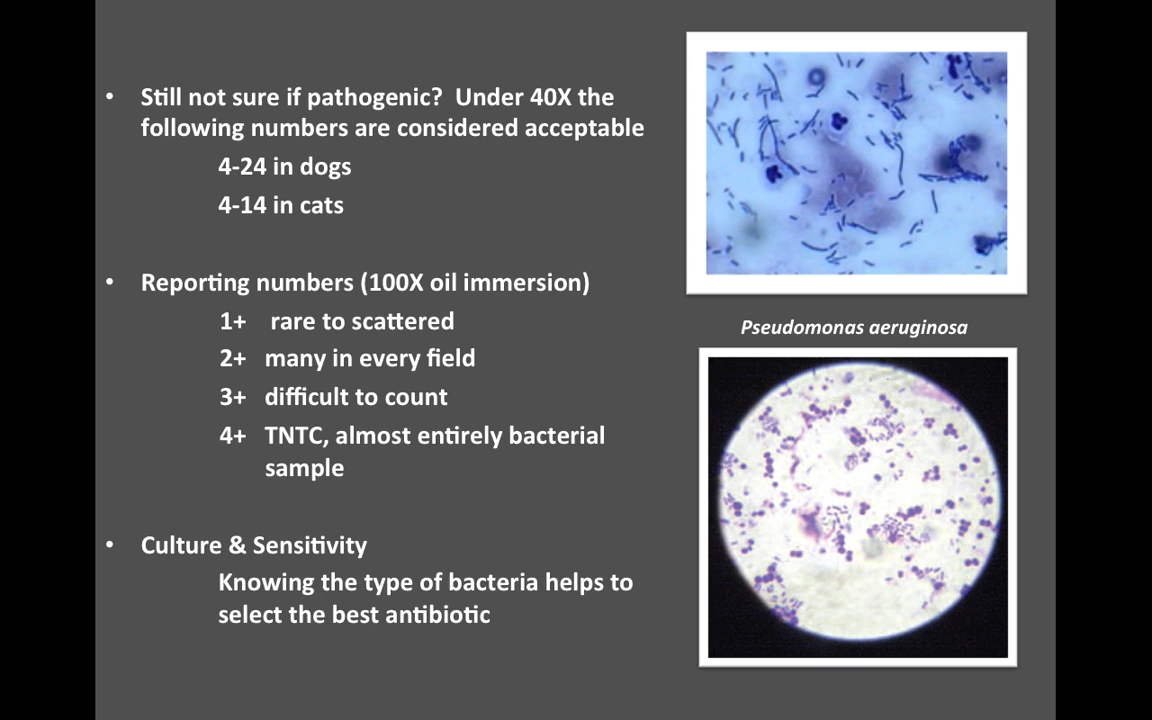 • Still not sure if pathogenic? Under 40X the
following numbers are considered acceptable
4-24 in dogs
4-14 in cats
• Reporting numbers (100X oil immersion)
1+ rare to scattered
2+ many in every field
3+ difficult to count
4+ TNTC, almost entirely bacterial
sample
• Culture & Sensitivity
Knowing the type of bacteria helps to
select the best antibiotic
Pseudomonas aeruginosa